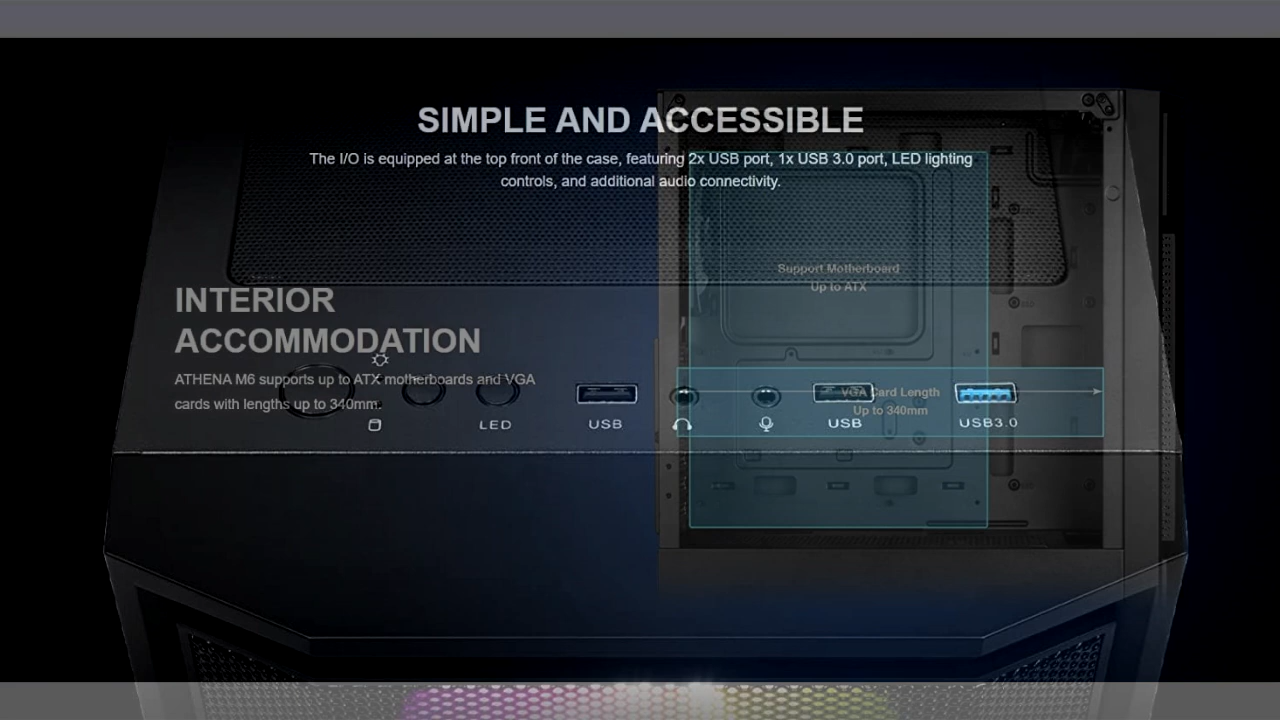 SIMPLE AND ACCESSIBLE
The I/O is equipped at the top front of the case, featuring 2x USB port, 1x USB 3.0 port, LED lighting
controls, and additional audio connectivity.
Support Motherboard
Up to ATX
INTERIOR
ACCOMMODATION
ATHENA M6 supports up to ATX motherboards and VGA
cards with lengths up to 340mm.
VGA Card Length
Up to 340mm
LED
USB
USB
USB3.0